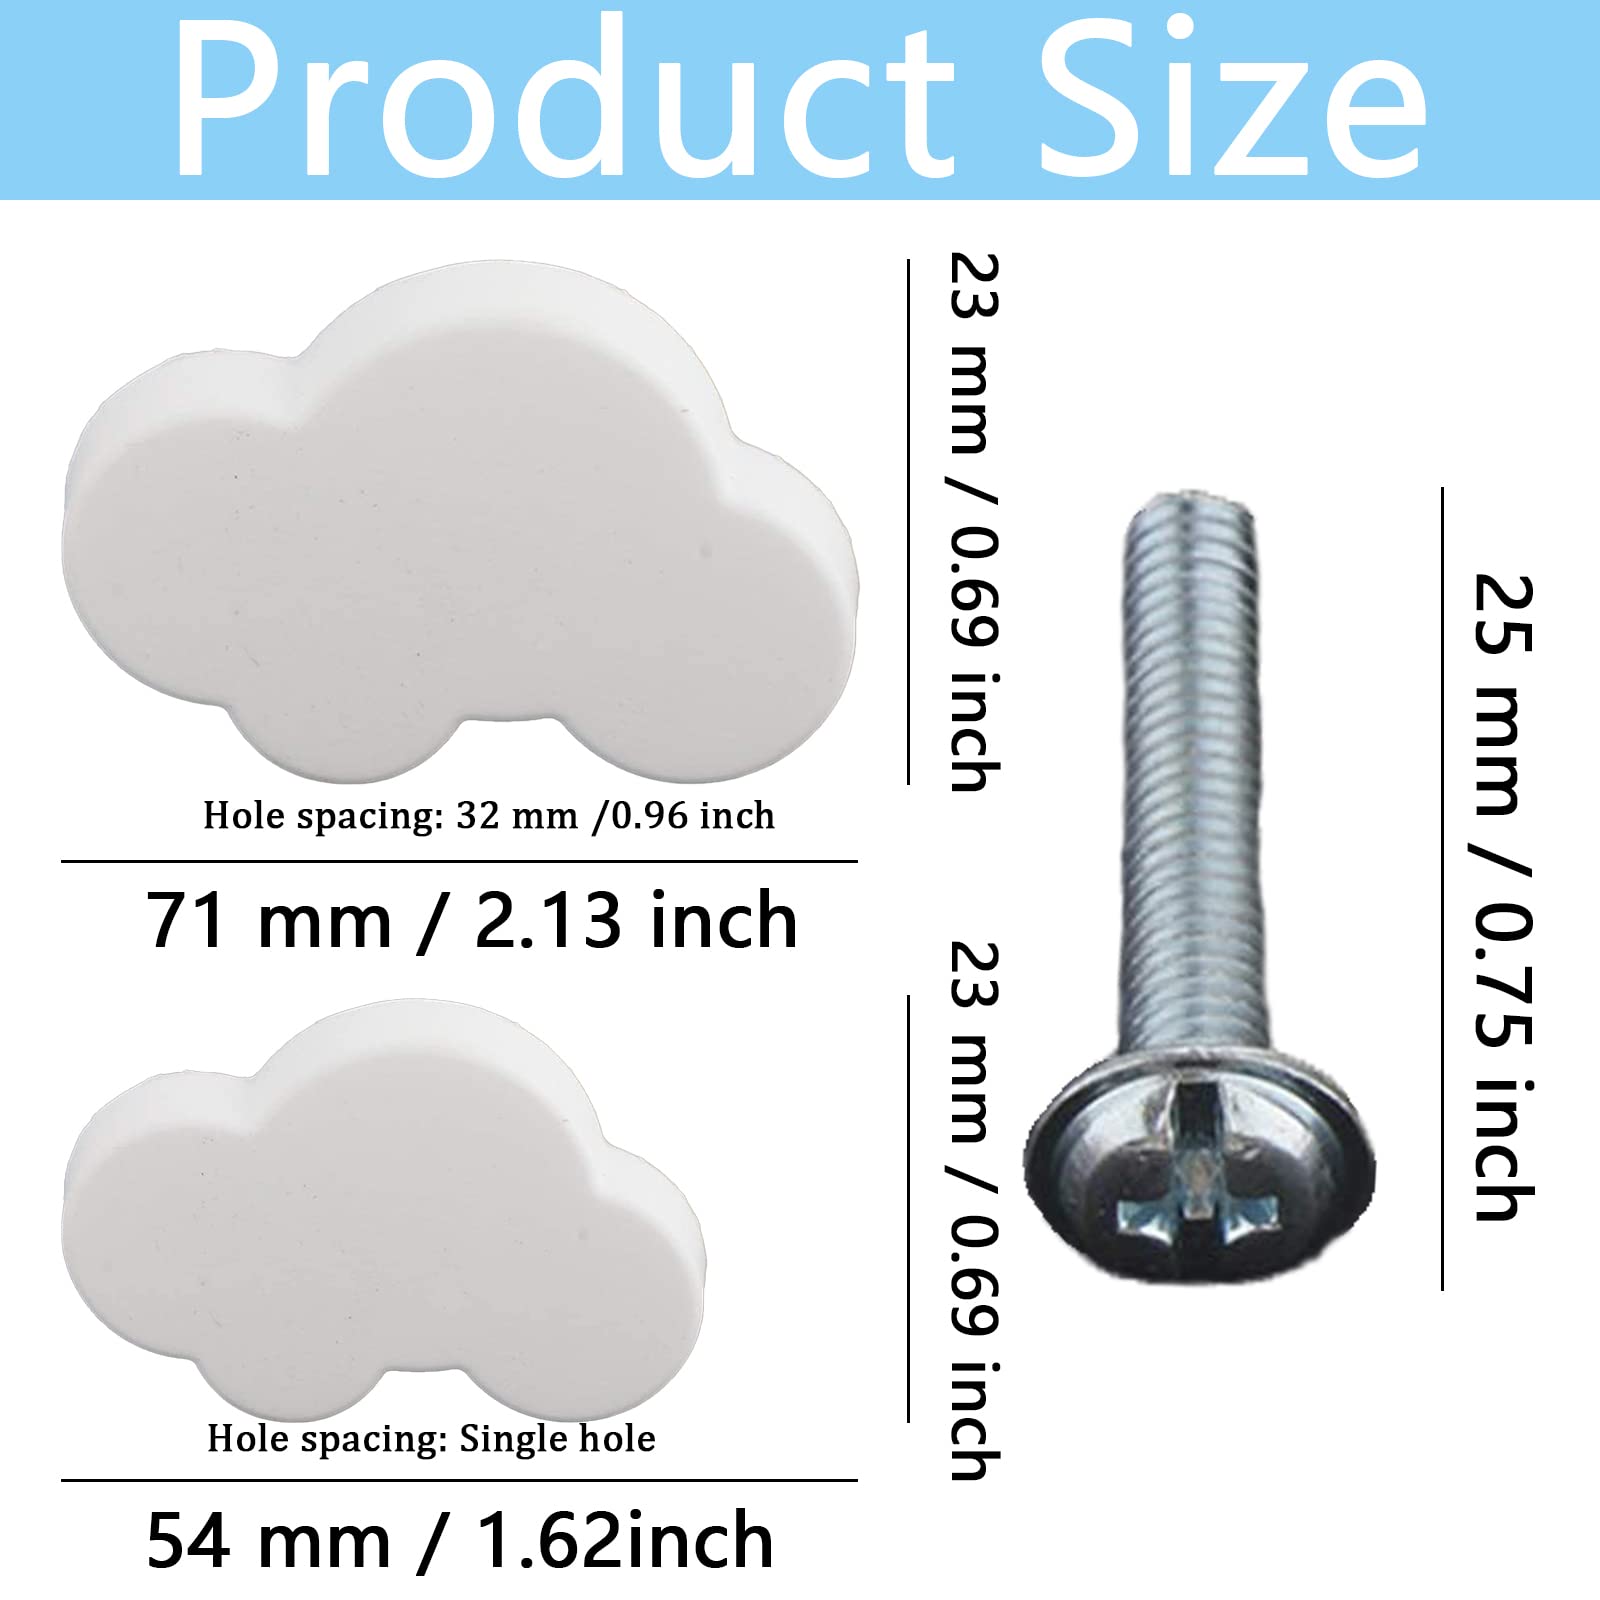 Product Size
23 mm / 0.69 inch
Hole spacing: 32 mm /0.96 inch
71 mm / 2.13 inch
25 mm / 0.75 inch
23 mm / 0.69 inch
Hole spacing: Single hole
54 mm / 1.62inch